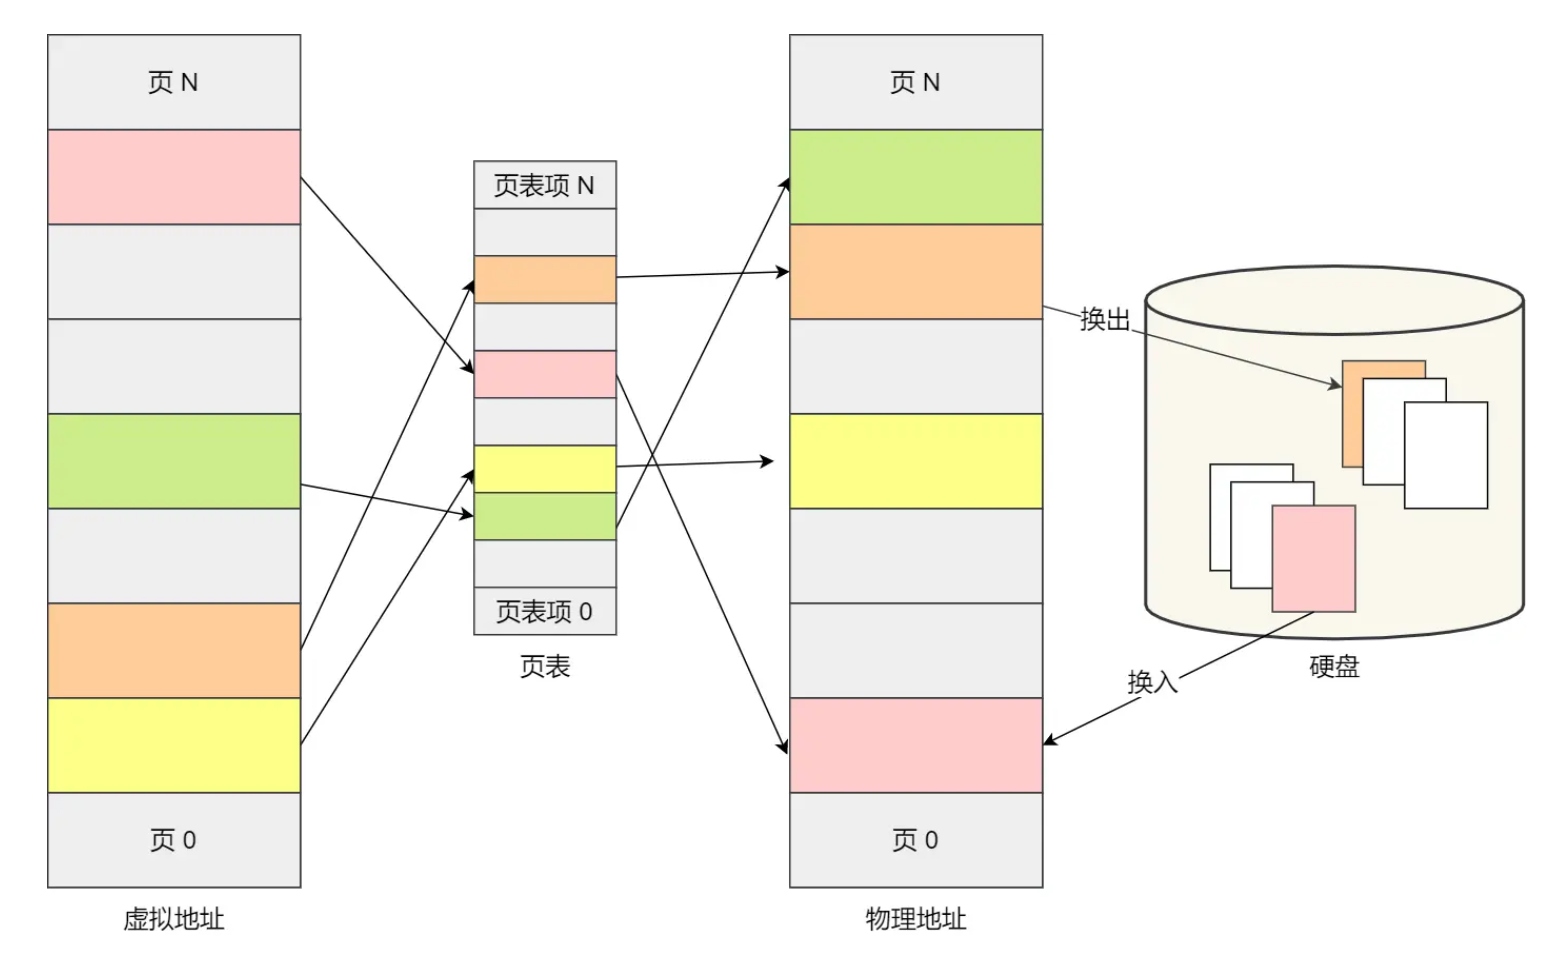 页 N
页 0
虚拟地址
页表项 N
页表项 0
页表
页 N
页 0
物理地址
换出
换入
硬盘